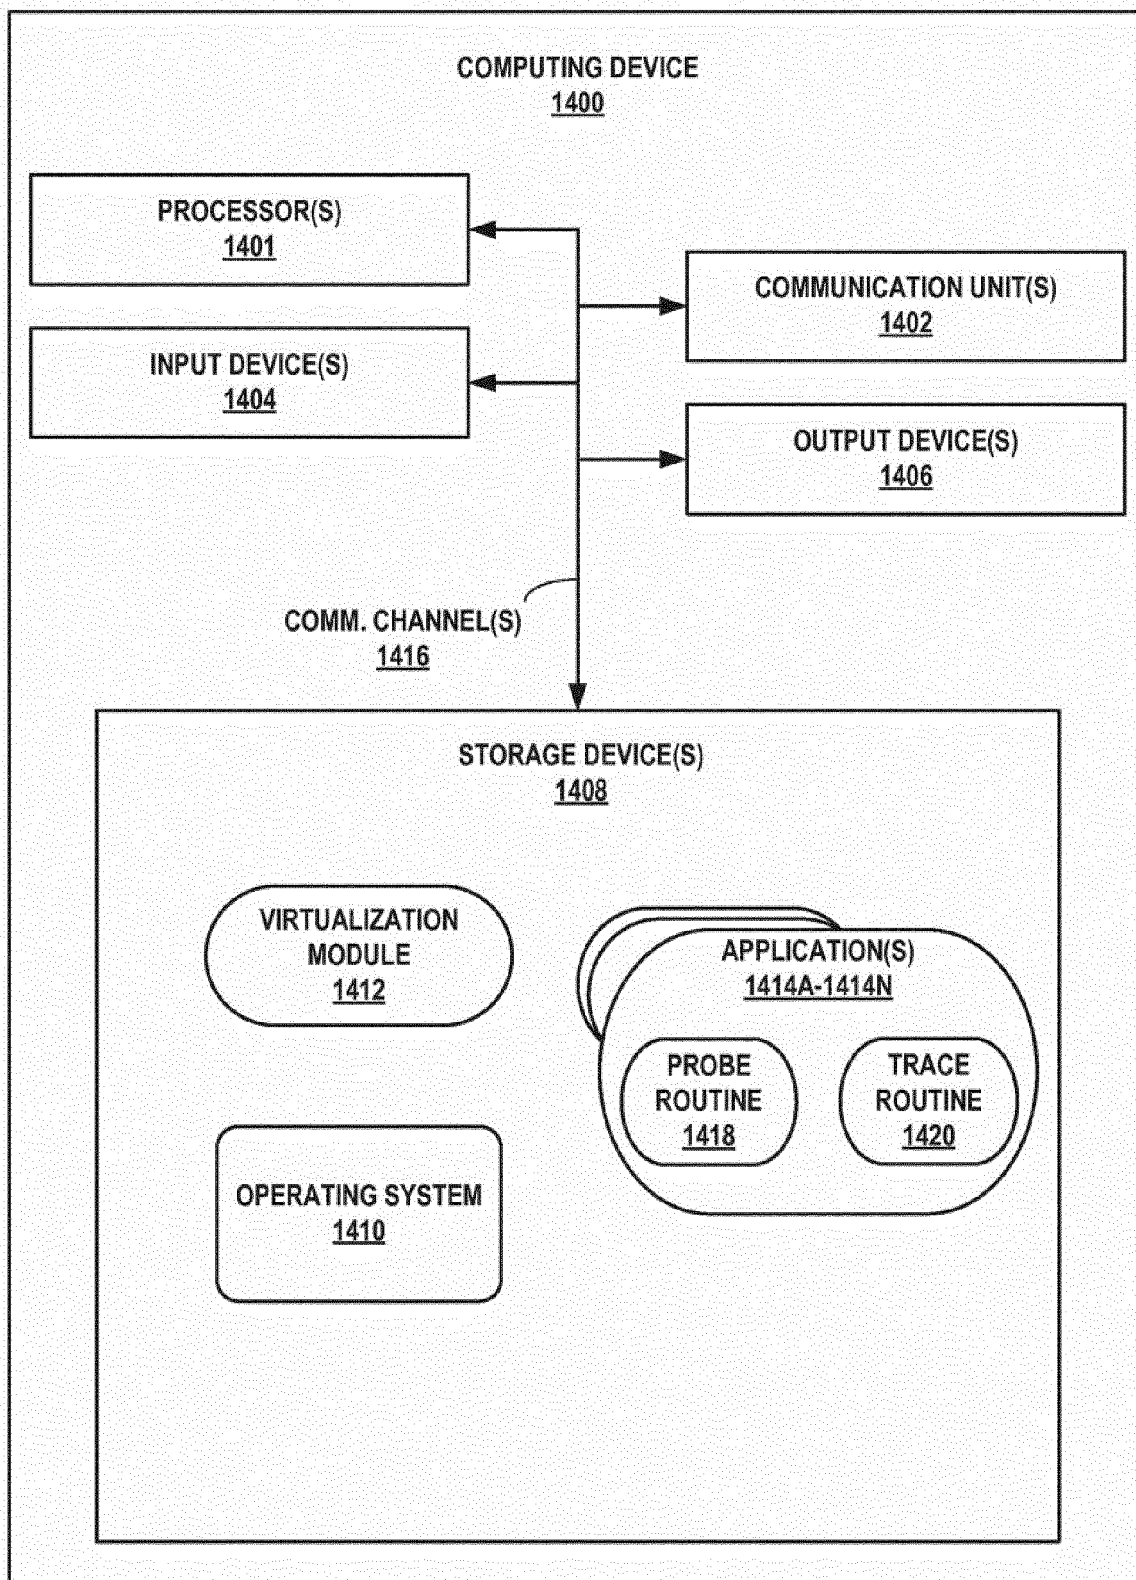 COMPUTING DEVICE
1400
PROCESSOR(S)
1401
COMMUNICATION UNIT(S)
1402
INPUT DEVICE(S)
1404
OUTPUT DEVICE(S)
1406
COMM. CHANNEL(S)
1416
STORAGE DEVICE(S)
1408
VIRTUALIZATION
MODULE
1412
APPLICATION(S)
1414A-1414N
PROBE
ROUTINE
1418
TRACE
ROUTINE
1420
OPERATING SYSTEM
1410